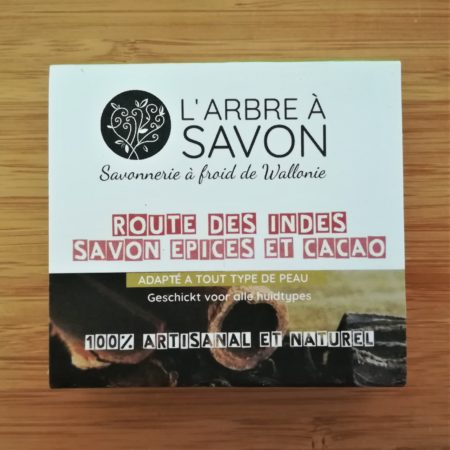 L'ARBRE À
SAVON
Savonnerie à froid de Wallonie
ROUTE DES INDES
SAVON EPICES ET CACAO
ADAPTÉ A TOUT TYPE DE PEAU
Geschickt voor alle huidtypes
100% ARTISANAL ET NATUREL